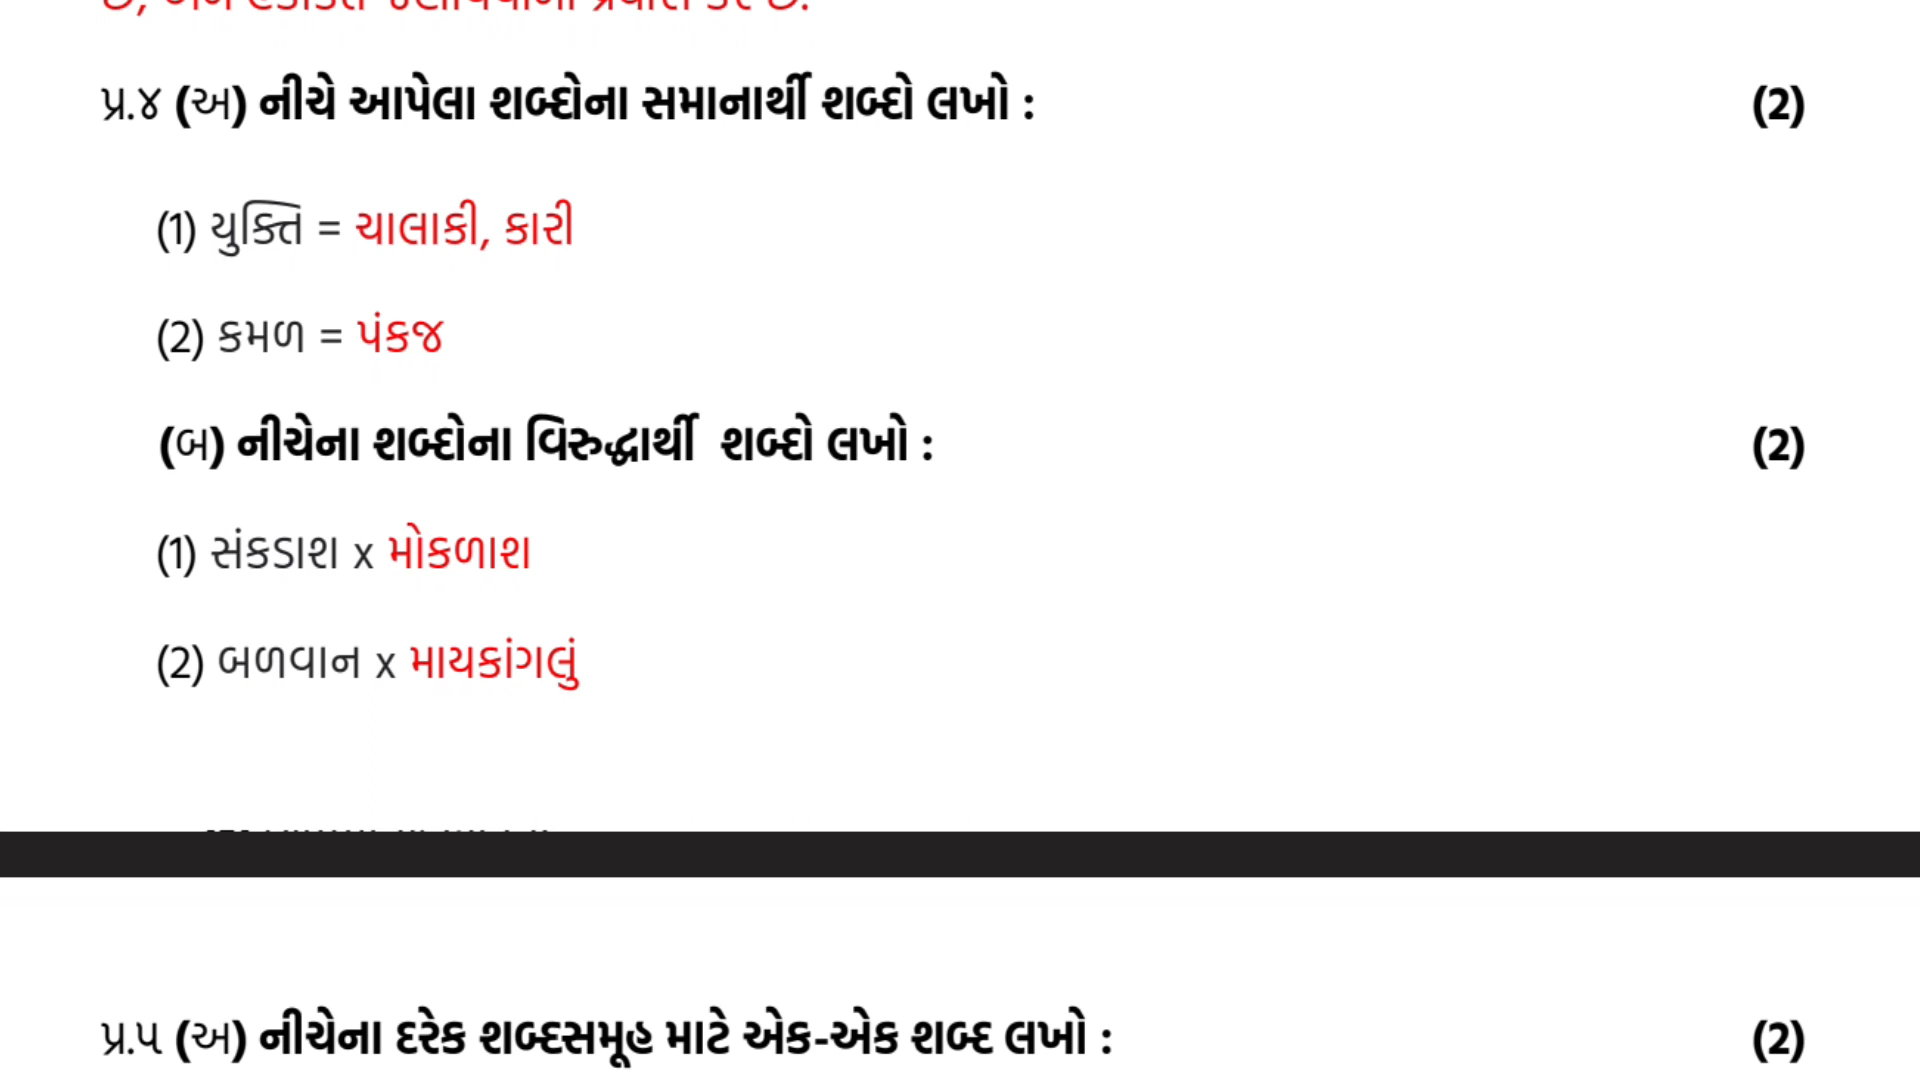 પ્ર.૪ (અ) નીચે આપેલા શબ્દોના સમાનાર્થી શબ્દો લખો : (2)
(1) યુક્તિ = ચાલાકી, કારી
(2) કમળ = પંકજ
(બ) નીચેના શબ્દોના વિરુદ્ધાર્થી શબ્દો લખો : (2)
(1) સંકડાશ x મોકળાશ
(2) બળવાન x માયકાંગલું
પ્ર.૫ (અ) નીચેના દરેક શબ્દસમૂહ માટે એક-એક શબ્દ લખો : (2)